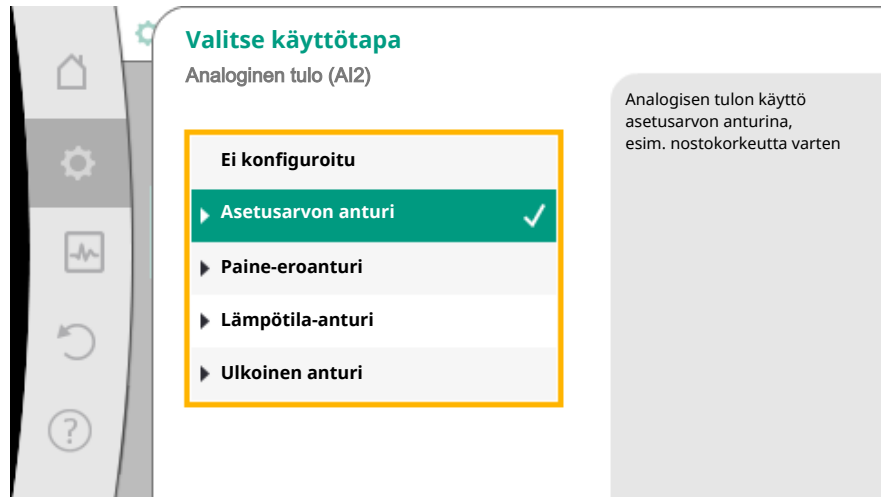 Valitse käyttötapa
Analoginen tulo (AI2)
Ei konfiguroitu
Asetusarvon anturi
Paine-eroanturi
Lämpötila-anturi
Ulkoinen anturi
Analogisen tulon käyttö
asetusarvon anturina,
esim. nostokorkeutta varten
?